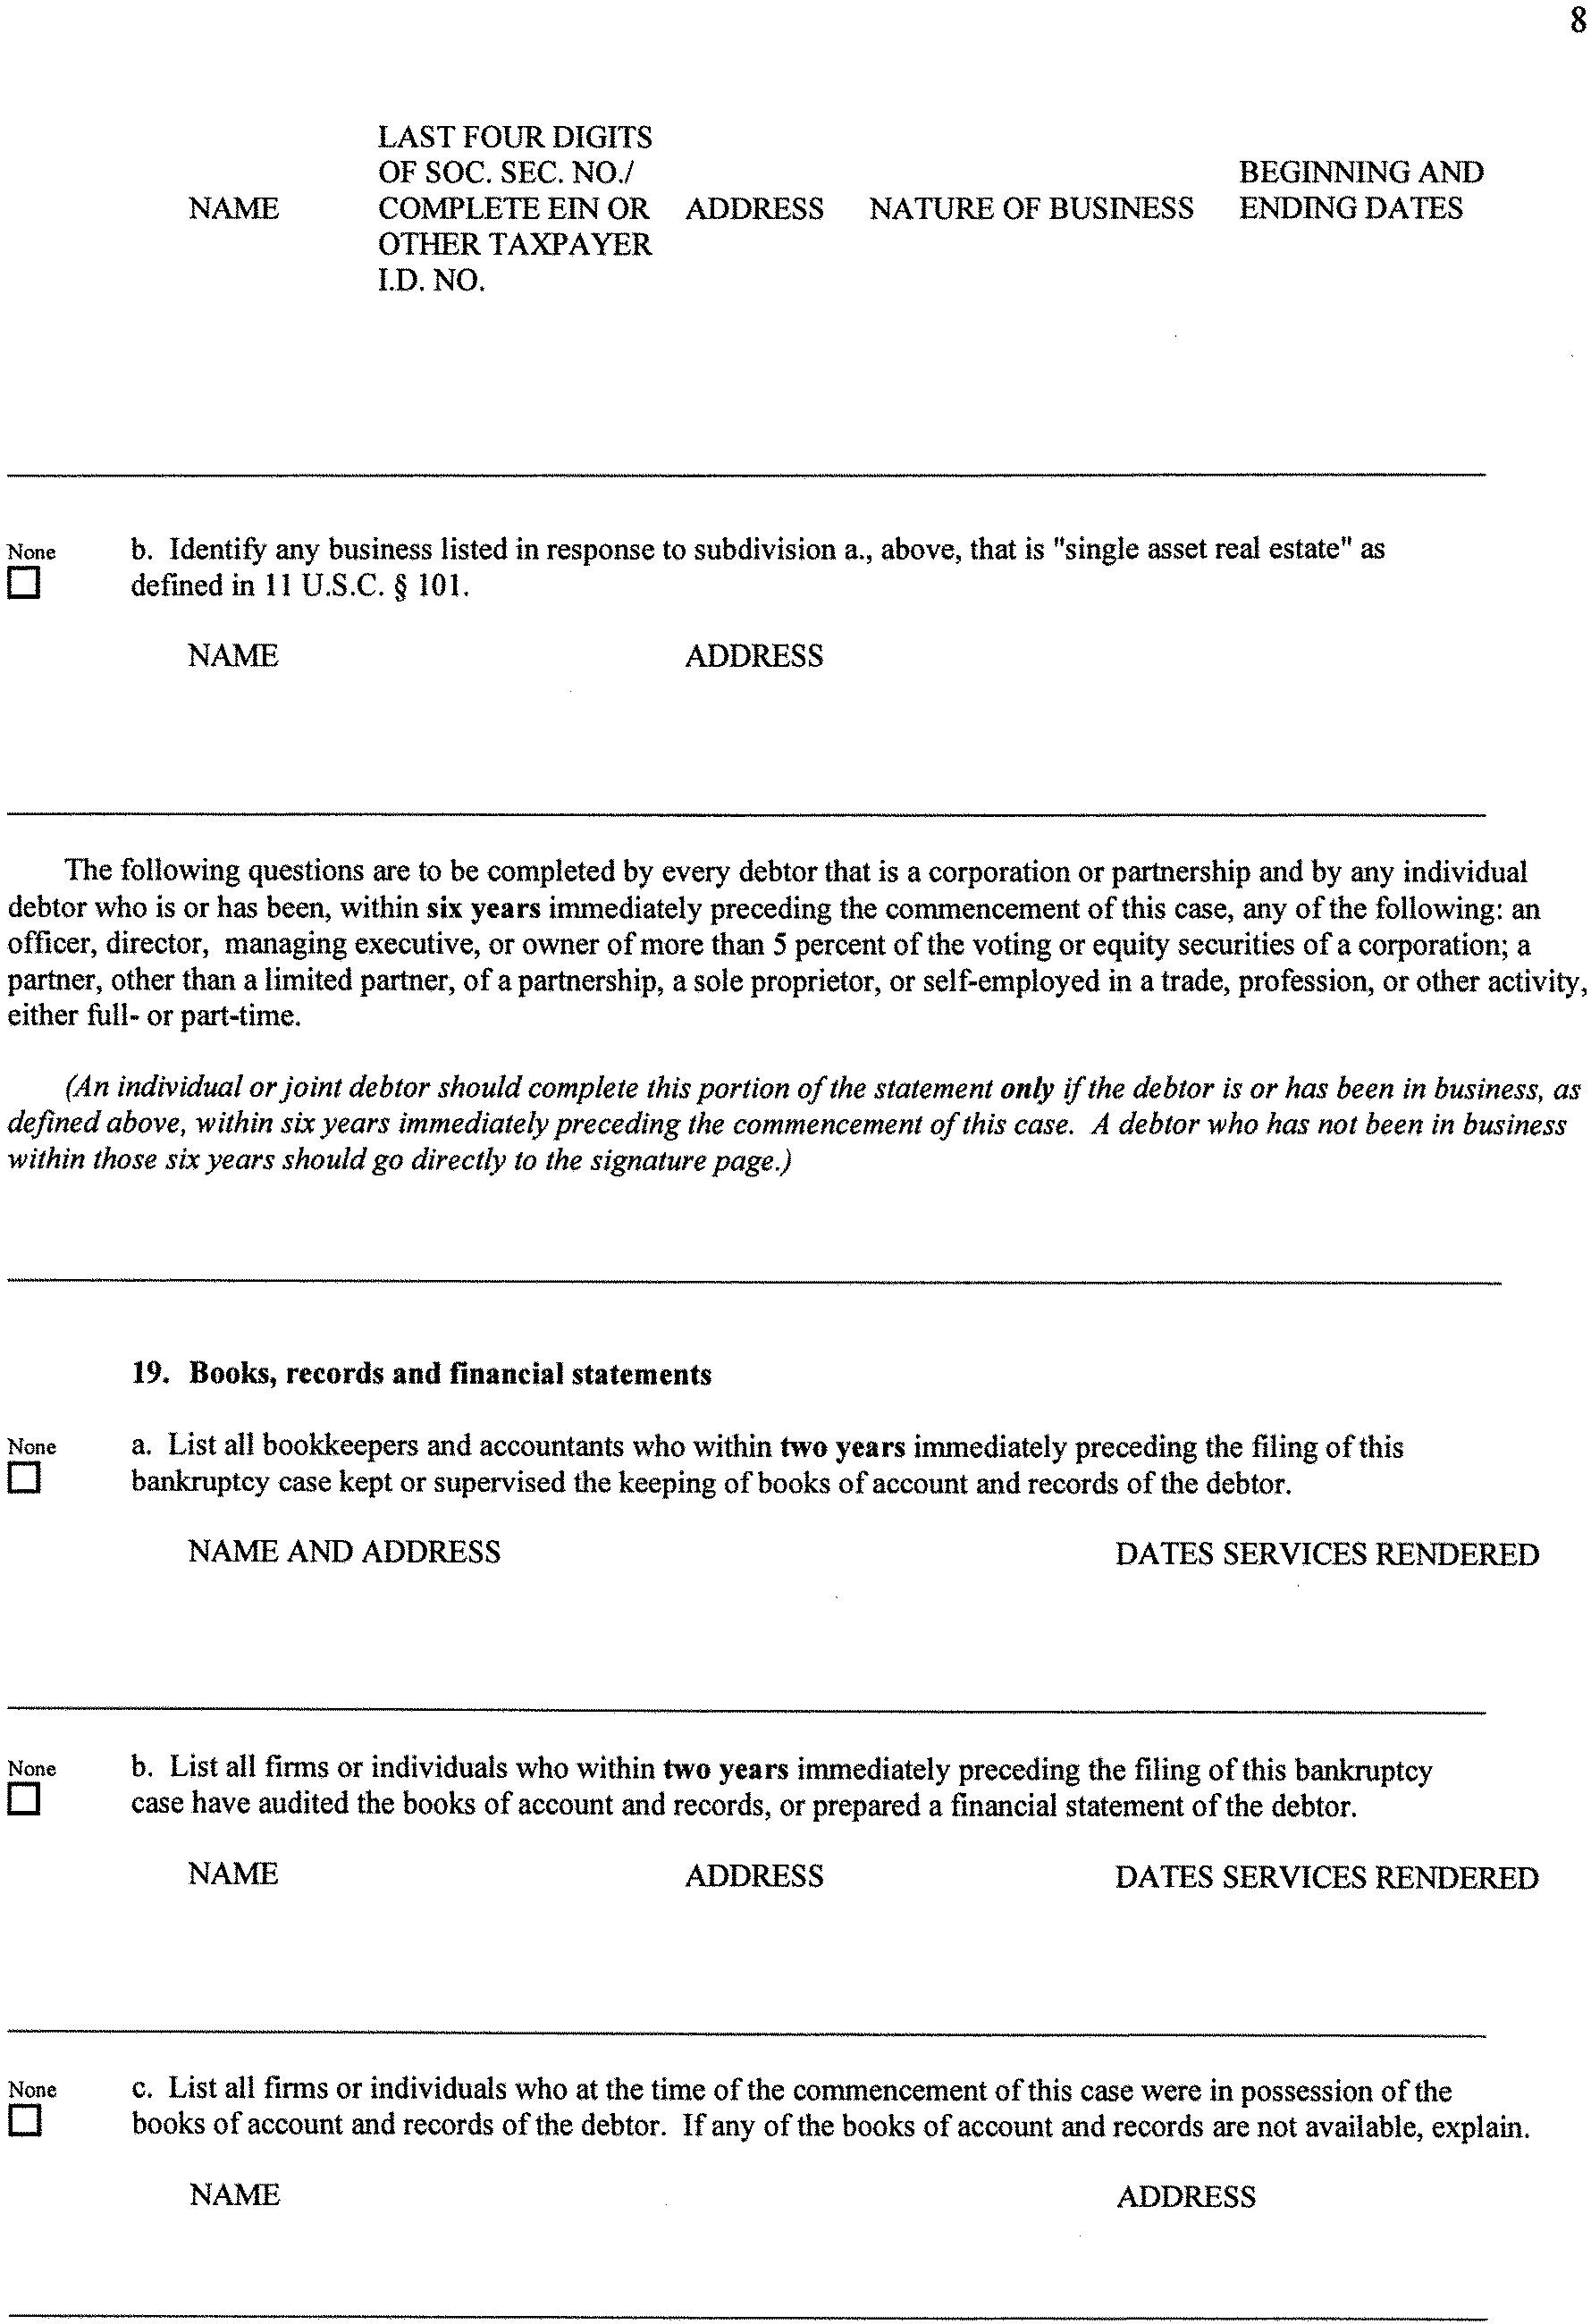 8
LAST FOUR DIGITS
OF SOC. SEC. NO./ BEGINNING AND
NAME COMPLETE EIN OR ADDRESS NATURE OF BUSINESS ENDING DATES
OTHER TAXPAYER
I.D. NO.
None b. Identify any business listed in response to subdivision a., above, that is "single asset real estate" as
defined in 11 U.S.C. § 101.
NAME ADDRESS
The following questions are to be completed by every debtor that is a corporation or partnership and by any individual
debtor who is or has been, within six years immediately preceding the commencement of this case, any of the following: an
officer, director, managing executive, or owner of more than 5 percent of the voting or equity securities of a corporation; a
partner, other than a limited partner, of a partnership, a sole proprietor, or self-employed in a trade, profession, or other activity,
either full- or part-time.
(An individual or joint debtor should complete this portion of the statement only if the debtor is or has been in business, as
defined above, within six years immediately preceding the commencement of this case. A debtor who has not been in business
within those six years should go directly to the signature page.)
19. Books, records and financial statements
None a. List all bookkeepers and accountants who within two years immediately preceding the filing of this
bankruptcy case kept or supervised the keeping of books of account and records of the debtor.
NAME AND ADDRESS DATES SERVICES RENDERED
None b. List all firms or individuals who within two years immediately preceding the filing of this bankruptcy
case have audited the books of account and records, or prepared a financial statement of the debtor.
NAME ADDRESS DATES SERVICES RENDERED
None c. List all firms or individuals who at the time of the commencement of this case were in possession of the
books of account and records of the debtor. If any of the books of account and records are not available, explain.
NAME ADDRESS